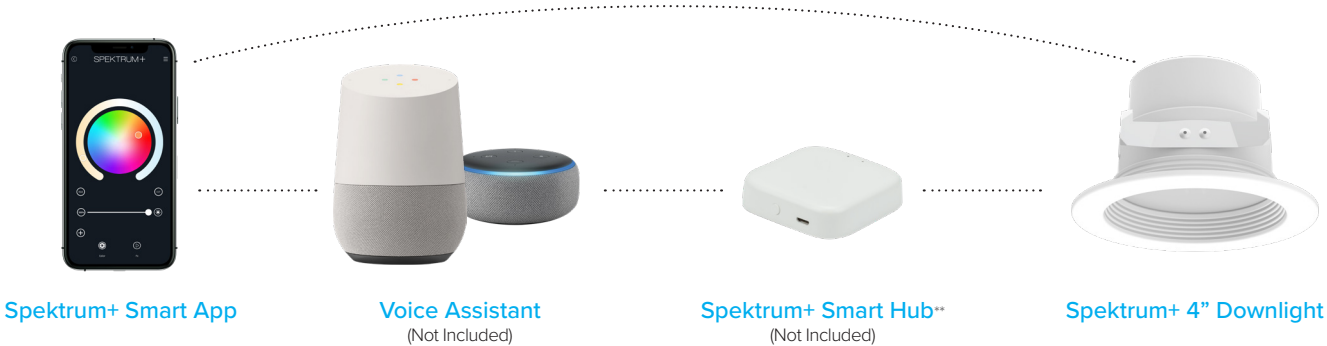 SPEKTRUM+
Spektrum+ Smart App
Voice Assistant
(Not Included)
Spektrum+ Smart Hub**
(Not Included)
Spektrum+ 4” Downlight